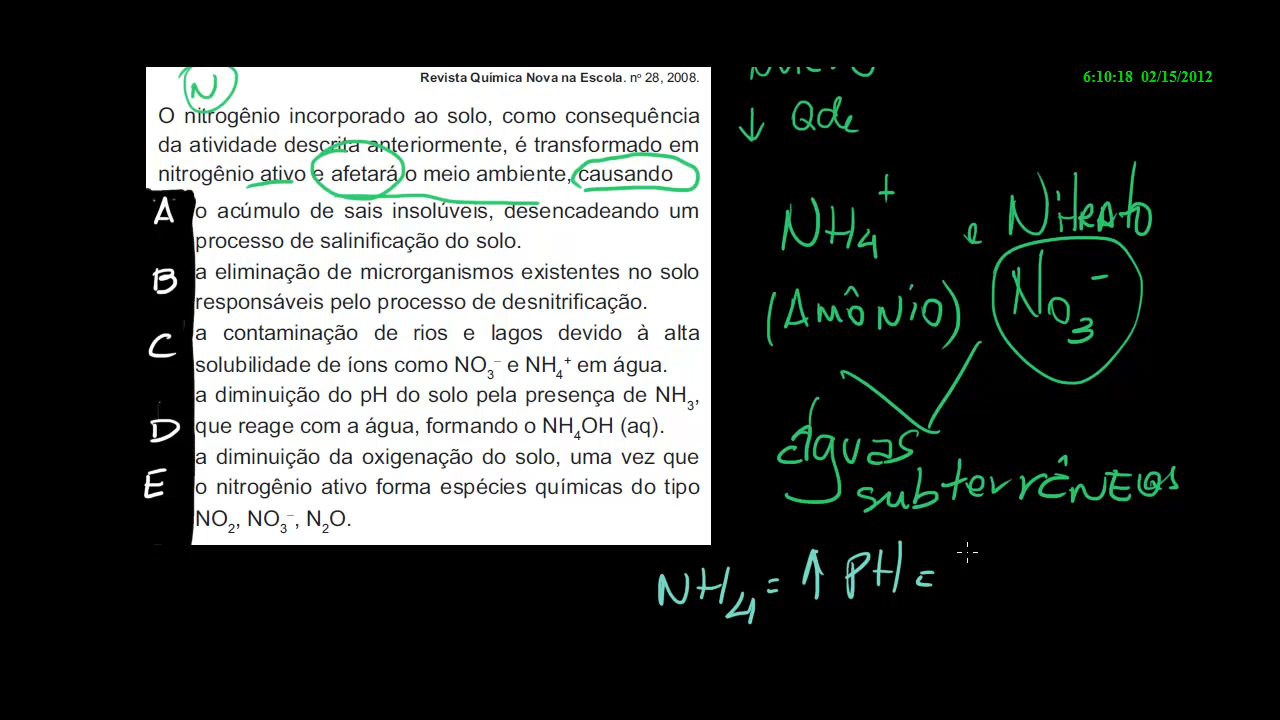 6:10:18 02/15/2012
N
Revista Química Nova na Escola. nº 28, 2008.
O nitrogênio incorporado ao solo, como consequência
da atividade descrita anteriormente, é transformado em
nitrogênio ativo e afetará o meio ambiente, causando
A o acúmulo de sais insolúveis, desencadeando um
processo de salinificação do solo.
B a eliminação de microrganismos existentes no solo
responsáveis pelo processo de desnitrificação.
C a contaminação de rios e lagos devido à alta
solubilidade de íons como NO₃⁻ e NH₄⁺ em água.
D a diminuição do pH do solo pela presença de NH₃,
que reage com a água, formando o NH₄OH (aq).
E a diminuição da oxigenação do solo, uma vez que
o nitrogênio ativo forma espécies químicas do tipo
NO₂, NO₃⁻, N₂O.
↓ Qde
NH₄⁺ e Nitrato
(Amônio) NO₃⁻
águas
subterrâneas
NH₄ = ↑ PH =